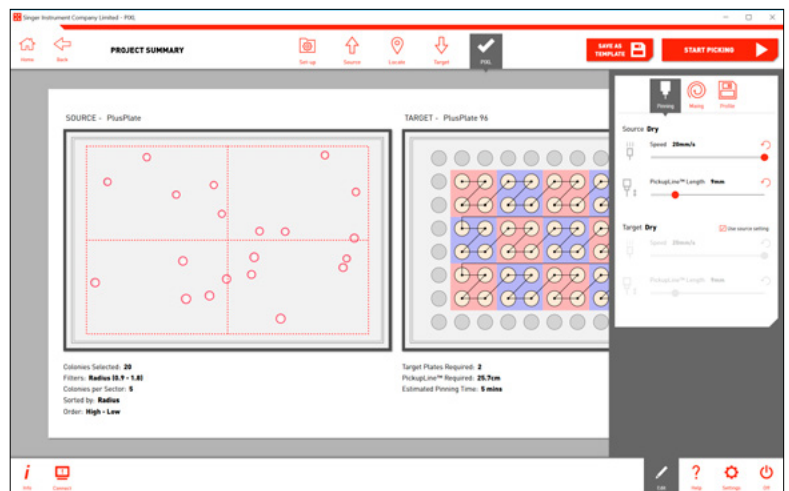 Singer Instrument Company Limited - PIXL
Home
Back
PROJECT SUMMARY
Set-up
Source
Locate
Target
PIXL
SAVE AS
TEMPLATE
START PICKING
SOURCE - PlusPlate
TARGET - PlusPlate 96
Pinning
Mixing
Profile
Source Dry
Speed 20mm/s
PickupLine™ Length 9mm
Target Dry
Use source setting
Speed 20mm/s
PickupLine™ Length 9mm
Colonies Selected: 20
Filters: Radius (0.9 - 1.8)
Colonies per Sector: 5
Sorted by: Radius
Order: High - Low
Target Plates Required: 2
PickupLine™ Required: 25.7cm
Estimated Pinning Time: 5 mins
Info
Connect
Edit
Help
Settings
Off